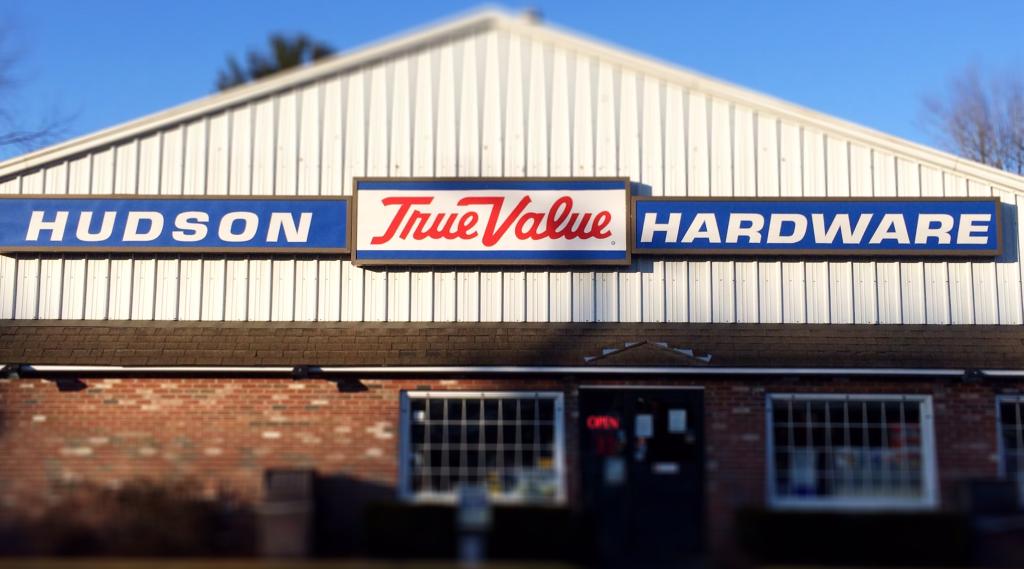 HUDSON True Value HARDWARE
OPEN